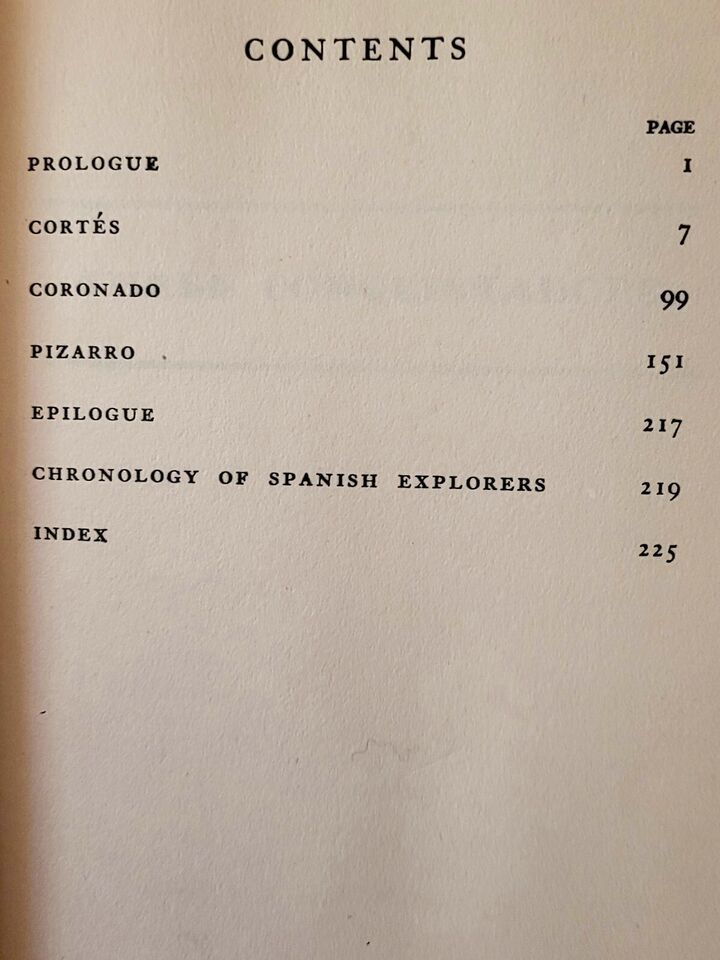 CONTENTS
PAGE
PROLOGUE 1
CORTÉS 7
CORONADO 99
PIZARRO 151
EPILOGUE 217
CHRONOLOGY OF SPANISH EXPLORERS 219
INDEX 225